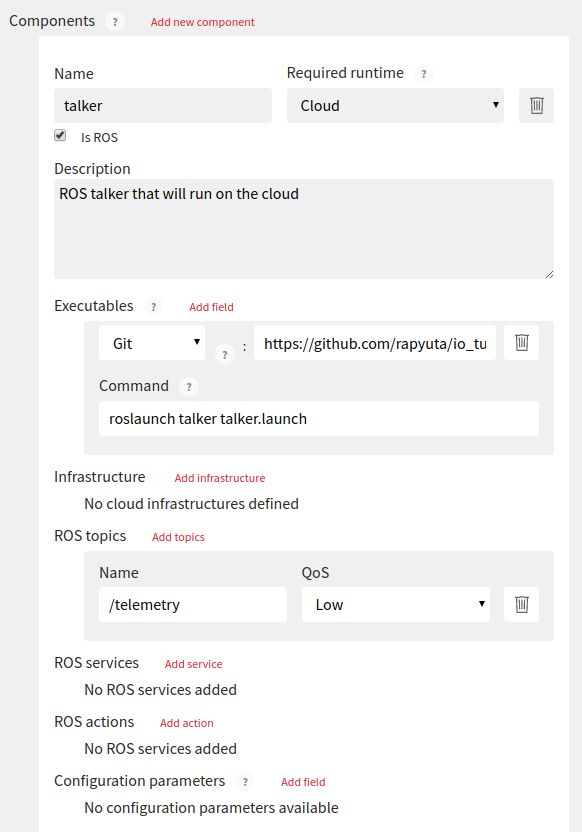 Components ? Add new component
Name Required runtime ?
talker Cloud
Is ROS
Description
ROS talker that will run on the cloud
Executables ? Add field
Git ? : https://github.com/rapyuta/io_tu
Command ?
roslaunch talker talker.launch
Infrastructure Add infrastructure
No cloud infrastructures defined
ROS topics Add topics
Name QoS
/telemetry Low
ROS services Add service
No ROS services added
ROS actions Add action
No ROS services added
Configuration parameters ? Add field
No configuration parameters available